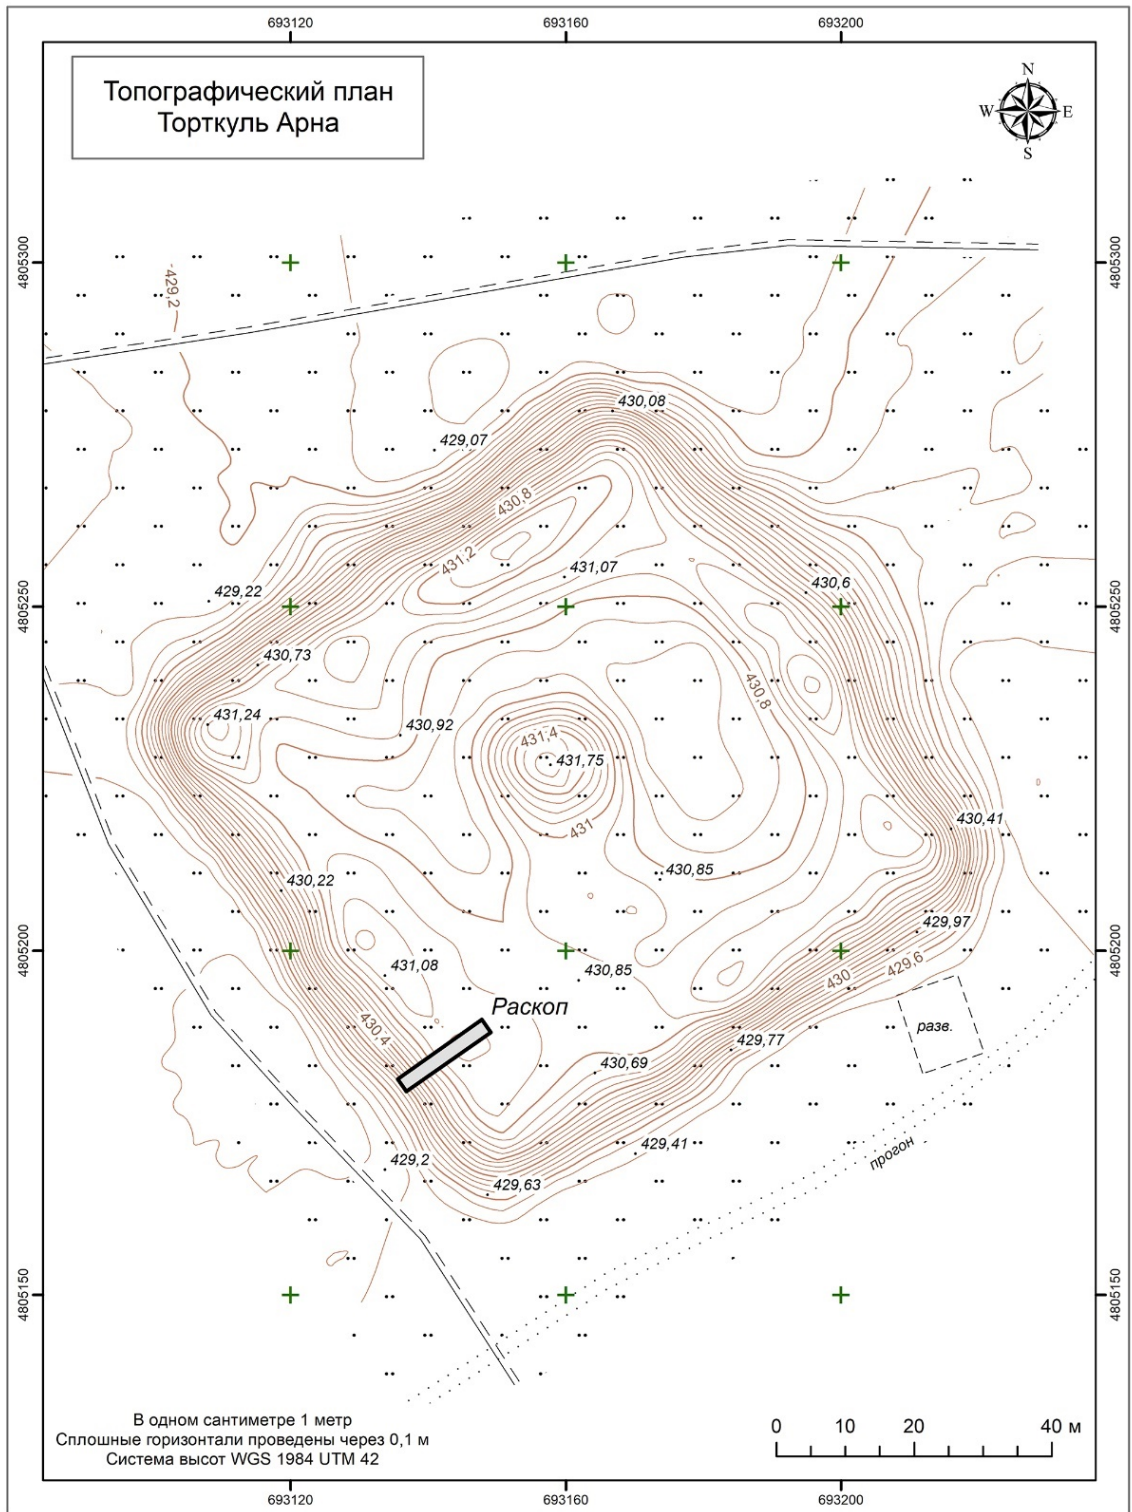 693120 693160 693200
Топографический план
Торткуль Арна
N
W E
S
4805300 4805300
429,2
430,08
429,07
430,8
431,2
431,07
430,6
429,22
4805250 4805250
430,73
430,8
431,24
430,92
431,4
431,75
431
430,41
430,85
430,22
429,97
431,08
430,85
429,6
430
4805200 4805200
Раскоп
430,4
разв.
429,77
430,69
429,41
прогон
429,2
429,63
4805150 4805150
В одном сантиметре 1 метр
Сплошные горизонтали проведены через 0,1 м
Система высот WGS 1984 UTM 42
0 10 20 40 м
693120 693160 693200